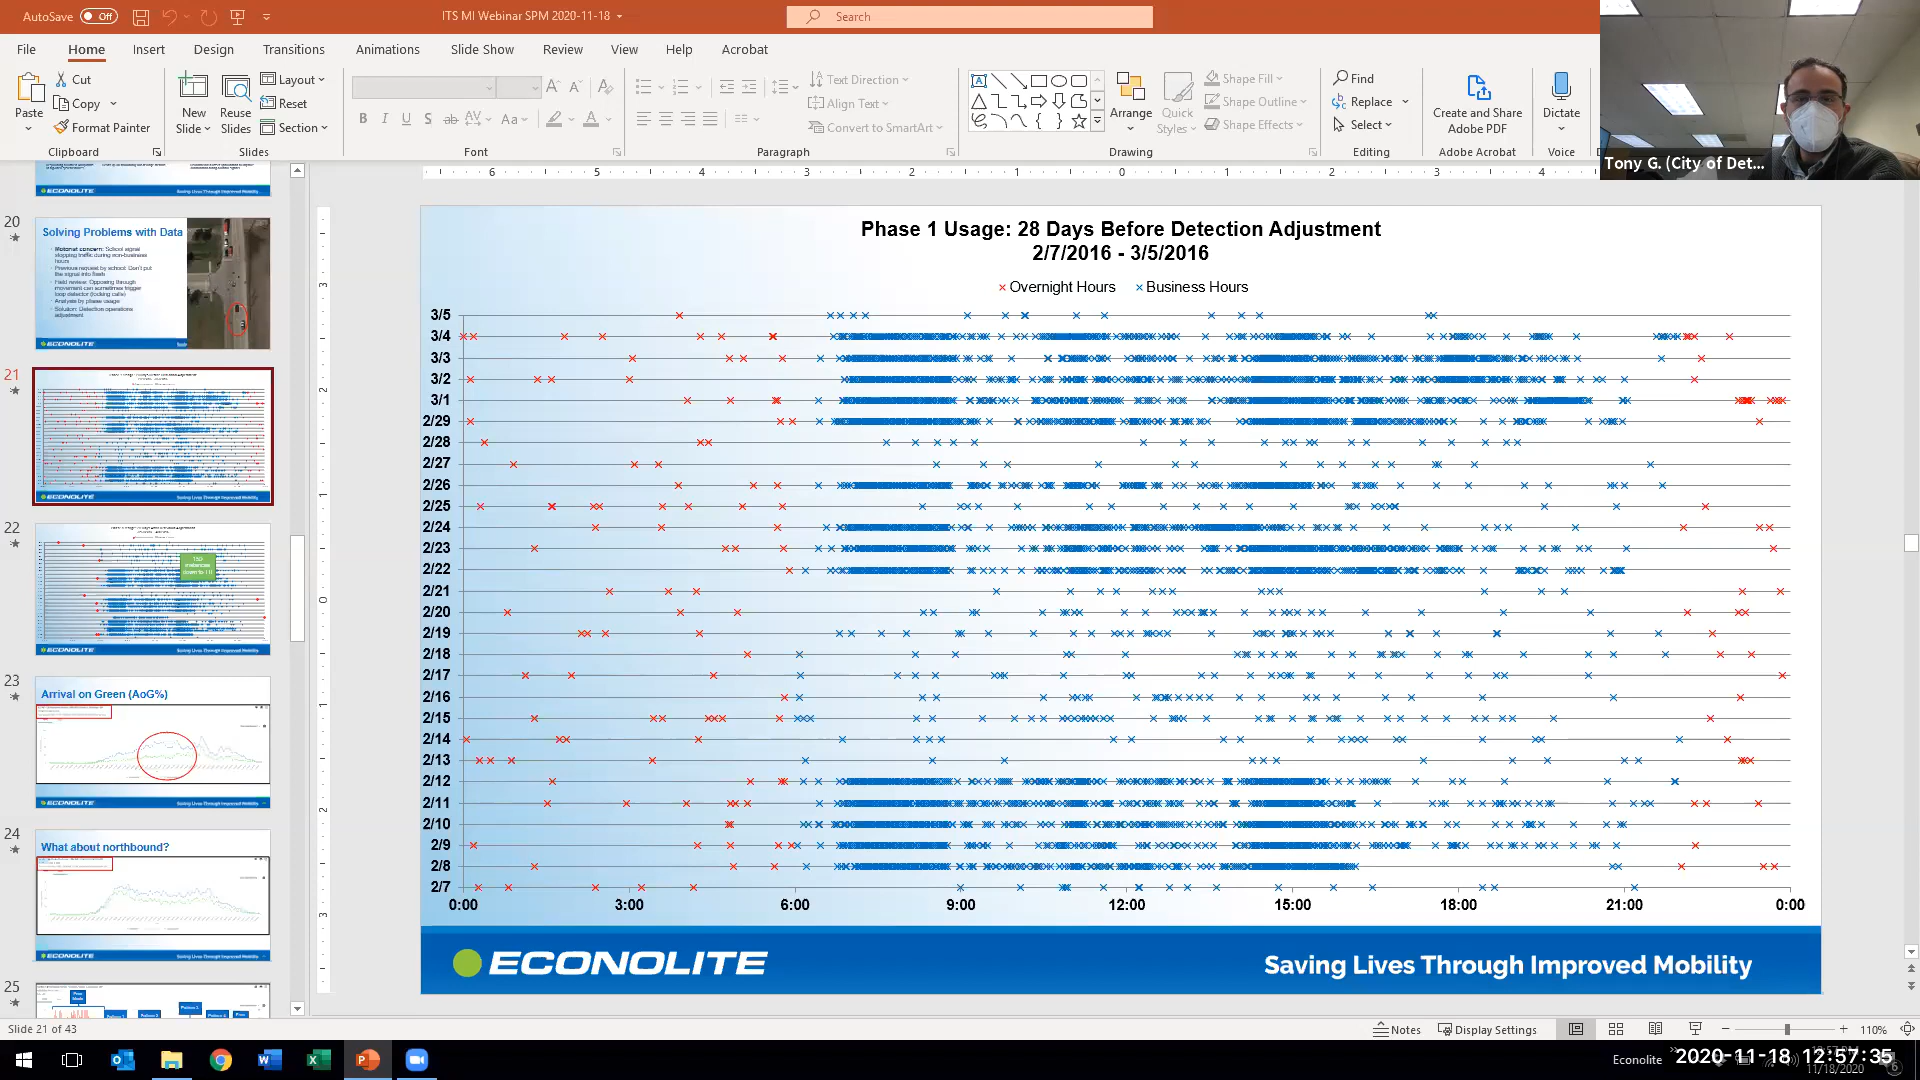 AutoSave Off
ITS MI Webinar SPM 2020-11-18
Search
File Home Insert Design Transitions Animations Slide Show Review View Help Acrobat
Paste
Cut
Copy
Format Painter
Clipboard
New Slide
Reuse Slides
Layout
Reset
Section
Slides
Font
Text Direction
Align Text
Convert to SmartArt
Paragraph
Arrange
Quick Styles
Shape Fill
Shape Outline
Shape Effects
Drawing
Find
Replace
Select
Editing
Create and Share Adobe PDF
Adobe Acrobat
Dictate
Voice
Tony G. (City of Det...
20
Solving Problems with Data
21
22
23
Arrival on Green (AoG%)
24
What about northbound?
25
Phase 1 Usage: 28 Days Before Detection Adjustment
2/7/2016 - 3/5/2016
Overnight Hours Business Hours
3/5
3/4
3/3
3/2
3/1
2/29
2/28
2/27
2/26
2/25
2/24
2/23
2/22
2/21
2/20
2/19
2/18
2/17
2/16
2/15
2/14
2/13
2/12
2/11
2/10
2/9
2/8
2/7
0:00 3:00 6:00 9:00 12:00 15:00 18:00 21:00 0:00
ECONOLITE
Saving Lives Through Improved Mobility
Slide 21 of 43
Notes
Display Settings
110%
Econolite
2020-11-18 12:57:35
11/18/2020